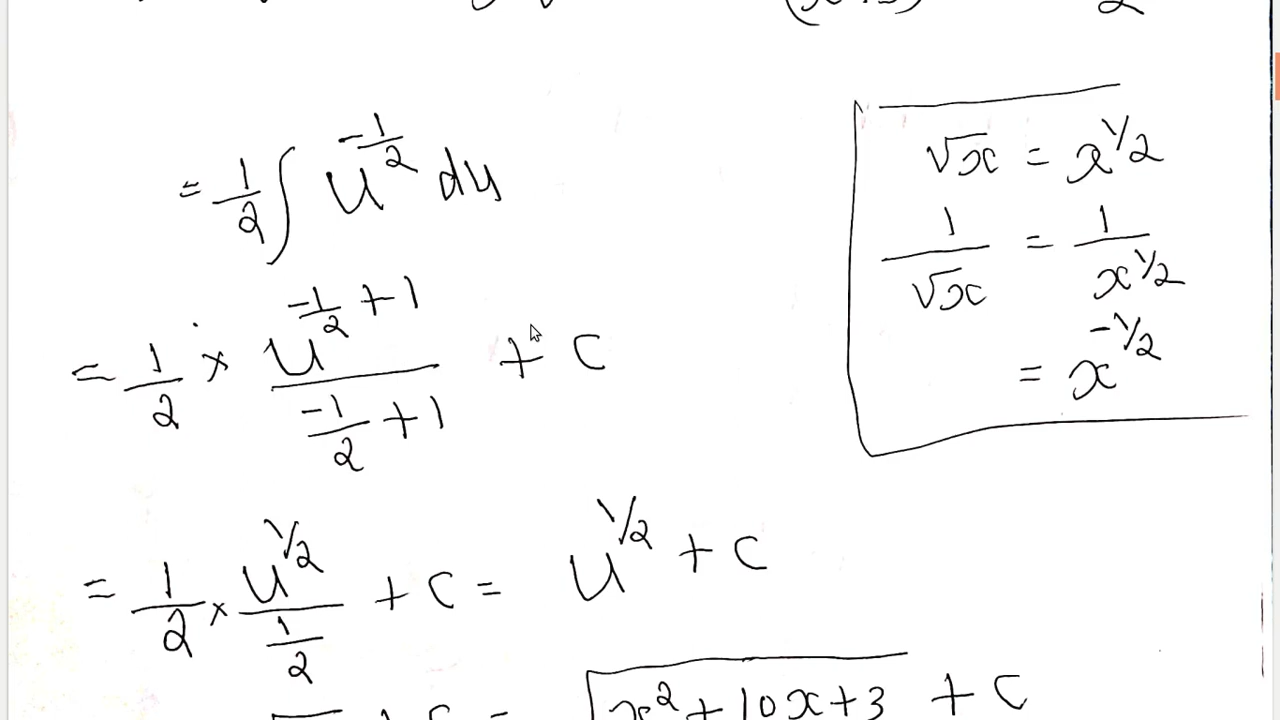 = 1/2 ∫ u^(-1/2) du
= 1/2 × u^(-1/2 + 1) / (-1/2 + 1) + C
= 1/2 × u^(1/2) / (1/2) + C = u^(1/2) + C
√(x² + 10x + 3) + C
√x = x^(1/2)
1/√x = 1/x^(1/2)
= x^(-1/2)